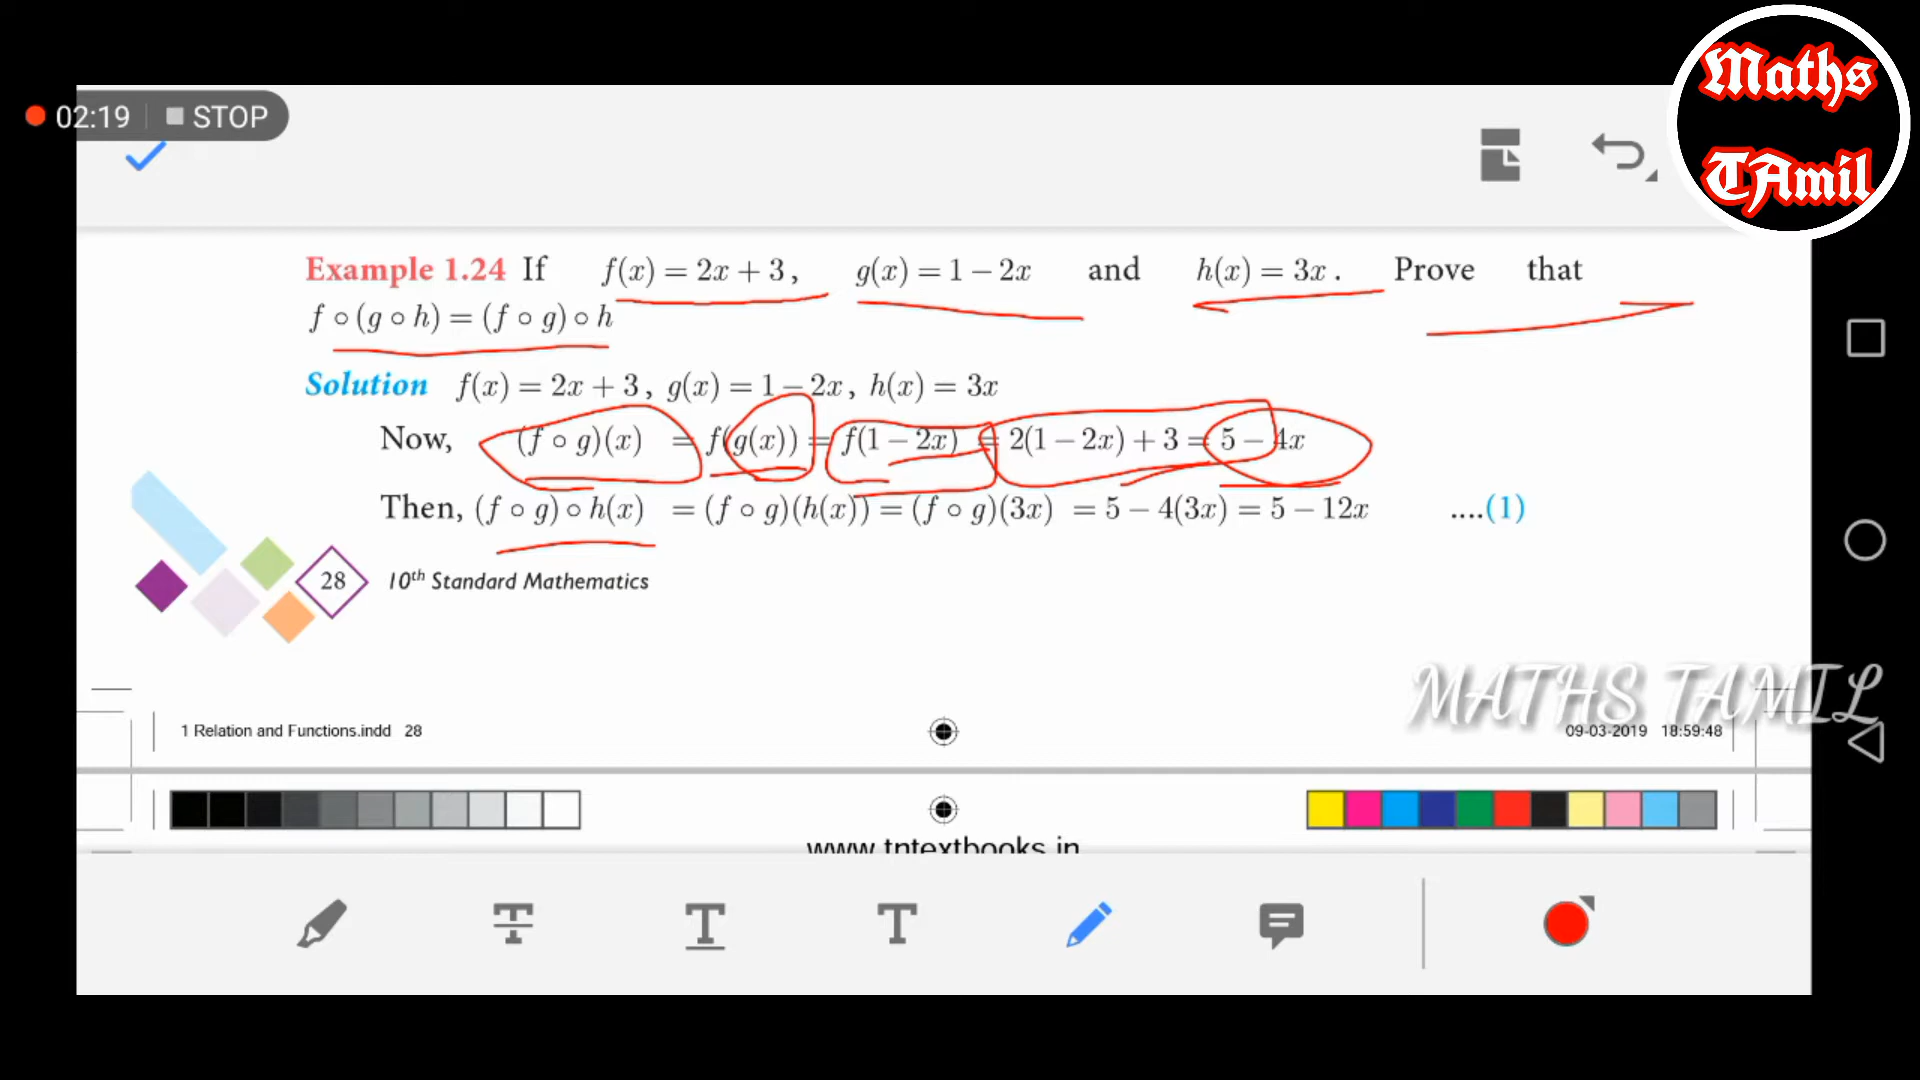 Maths
TAmil
02:19 STOP
Example 1.24 If f(x) = 2x + 3, g(x) = 1 − 2x and h(x) = 3x. Prove that
f ∘ (g ∘ h) = (f ∘ g) ∘ h
Solution f(x) = 2x + 3, g(x) = 1 − 2x, h(x) = 3x
Now, (f ∘ g)(x) = f(g(x)) = f(1 − 2x) = 2(1 − 2x) + 3 = 5 − 4x
Then, (f ∘ g) ∘ h(x) = (f ∘ g)(h(x)) = (f ∘ g)(3x) = 5 − 4(3x) = 5 − 12x ....(1)
28 10th Standard Mathematics
MATHS TAMIL
1 Relation and Functions.indd 28 09-03-2019 18:59:48
www.tntextbooks.in
T T T